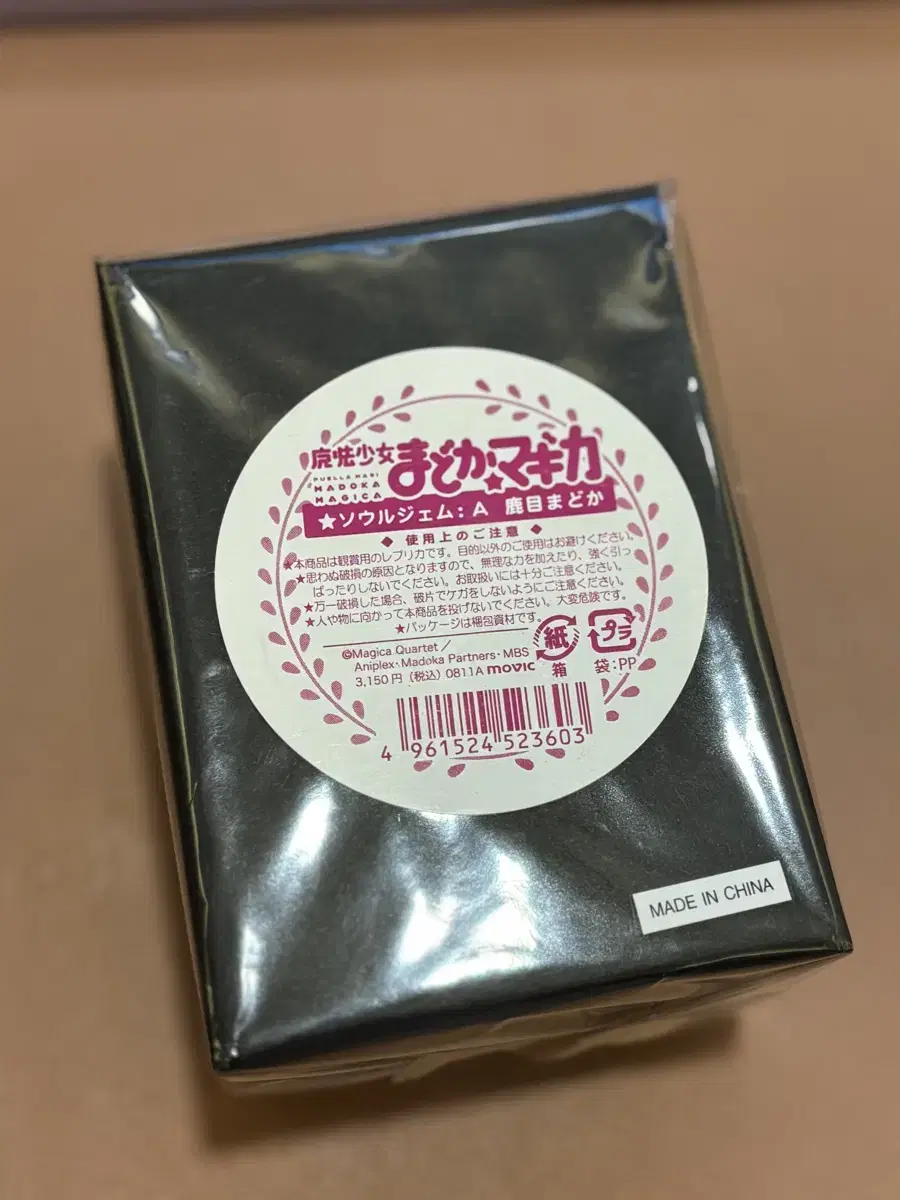 魔法少女
まどか★マギカ
PUELLA MAGI
MADOKA
MAGICA
★ソウルジェム:A 鹿目まどか
◆ 使用上のご注意 ◆
★本商品は観賞用のレプリカです。目的以外のご使用はお避けください。
★思わぬ破損の原因となりますので、無理な力を加えたり、強く引っ
ぱったりしないでください。お取扱いには十分ご注意ください。
★万一破損した場合、破片でケガをしないようにご注意ください。
★人や物に向かって本商品を投げないでください。大変危険です。
★パッケージは梱包資材です。
©Magica Quartet/
Aniplex・Madoka Partners・MBS
3,150円(税込)0811A movic
紙
箱
プラ
袋:PP
4 961524 523603
MADE IN CHINA